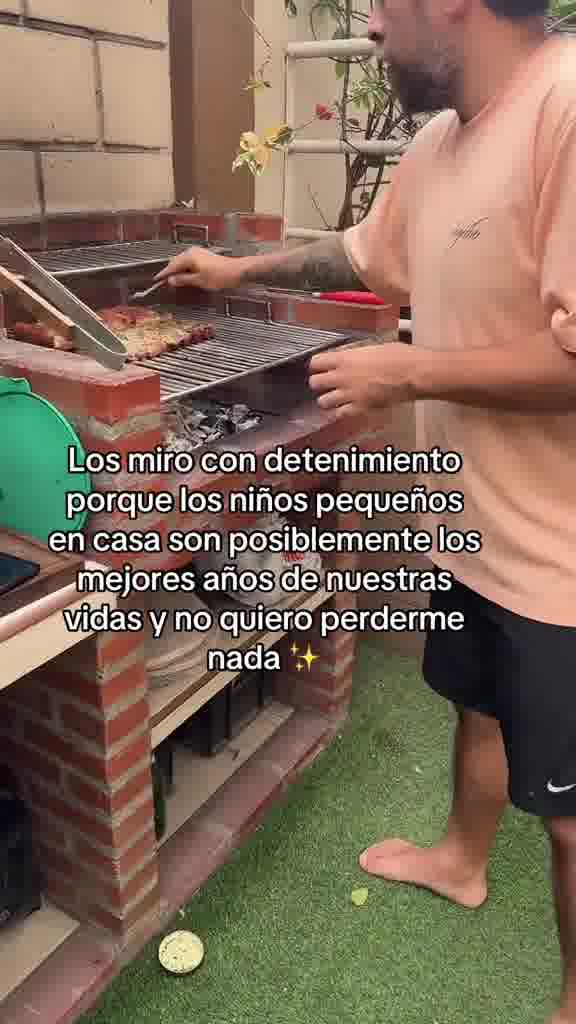 Los miro con detenimiento
porque los niños pequeños
en casa son posiblemente los
mejores años de nuestras
vidas y no quiero perderme
nada ✨